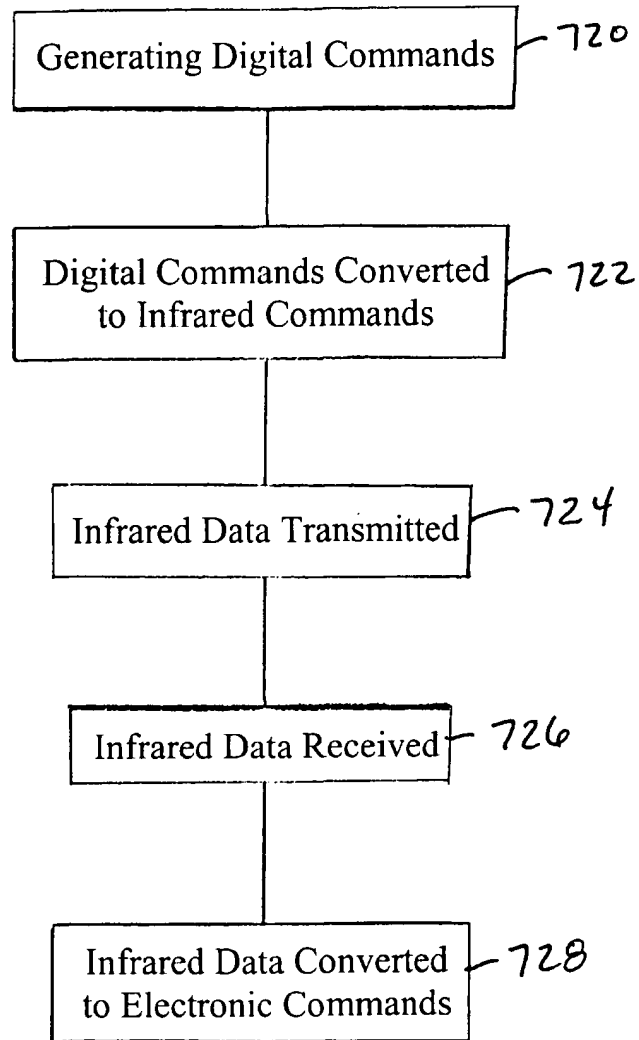 Generating Digital Commands
720
Digital Commands Converted
to Infrared Commands
722
Infrared Data Transmitted
724
Infrared Data Received
726
Infrared Data Converted
to Electronic Commands
728